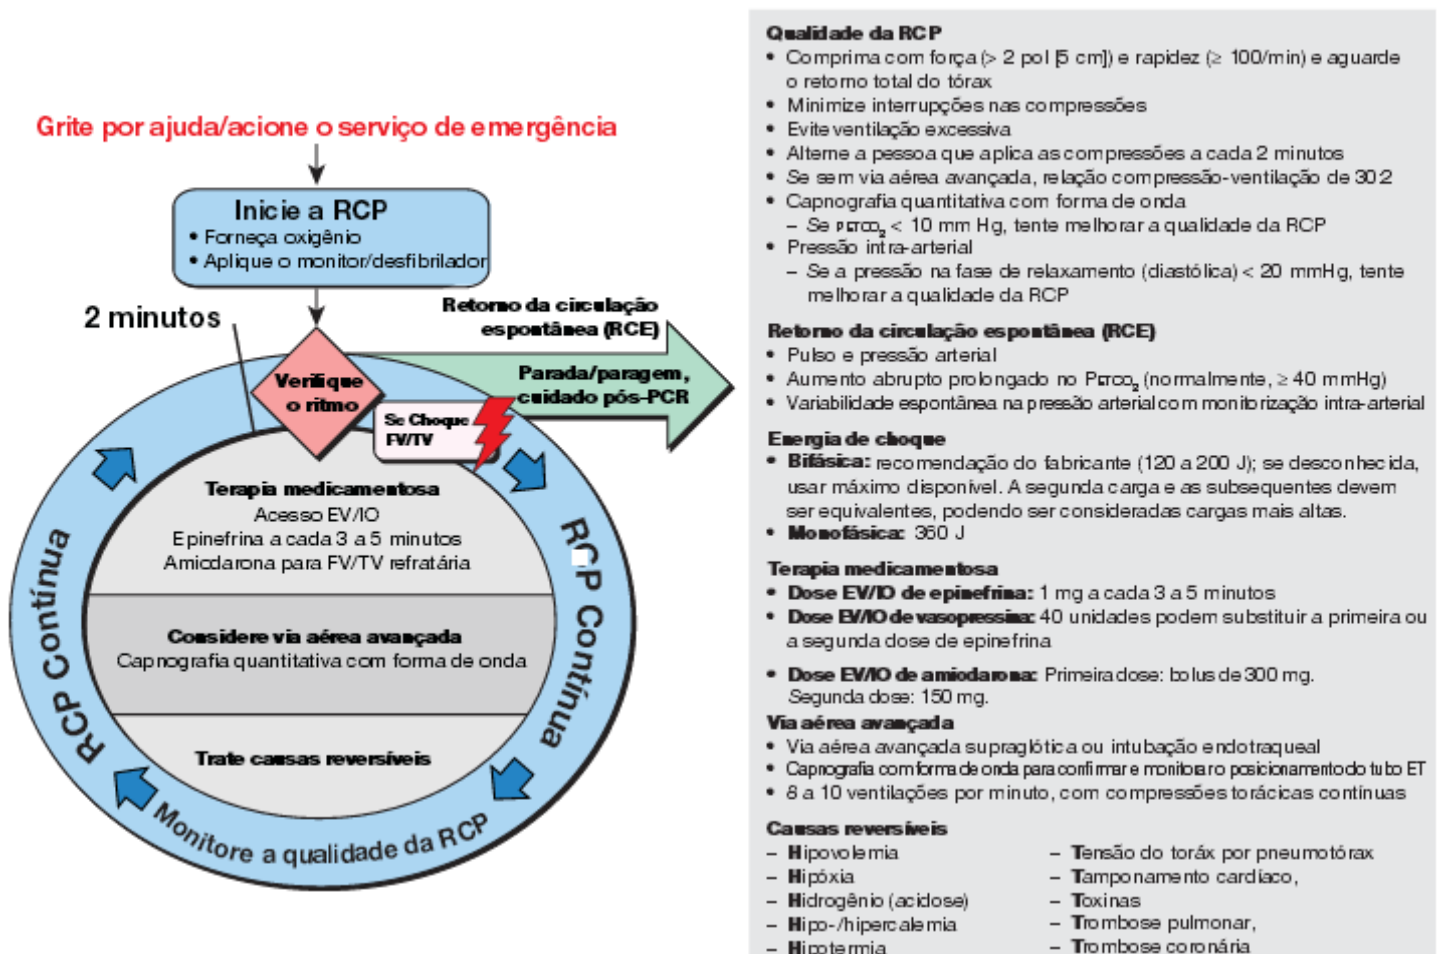 Grite por ajuda/acione o serviço de emergência
Inicie a RCP
• Forneça oxigênio
• Aplique o monitor/desfibrilador
2 minutos
Retorno da circulação
espontânea (RCE)
Parada/paragem,
cuidado pós-PCR
Verifique
o ritmo
Se Choque
FV/TV
Terapia medicamentosa
Acesso EV/IO
Epinefrina a cada 3 a 5 minutos
Amiodarona para FV/TV refratária
Considere via aérea avançada
Capnografia quantitativa com forma de onda
Trate causas reversíveis
RCP Contínua
RCP Contínua
Monitore a qualidade da RCP
Qualidade da RCP
• Comprima com força (> 2 pol [5 cm]) e rapidez (≥ 100/min) e aguarde
o retorno total do tórax
• Minimize interrupções nas compressões
• Evite ventilação excessiva
• Alterne a pessoa que aplica as compressões a cada 2 minutos
• Se sem via aérea avançada, relação compressão-ventilação de 30:2
• Capnografia quantitativa com forma de onda
– Se PETCO₂ < 10 mm Hg, tente melhorar a qualidade da RCP
• Pressão intra-arterial
– Se a pressão na fase de relaxamento (diastólica) < 20 mmHg, tente
melhorar a qualidade da RCP
Retorno da circulação espontânea (RCE)
• Pulso e pressão arterial
• Aumento abrupto prolongado no PETCO₂ (normalmente, ≥ 40 mmHg)
• Variabilidade espontânea na pressão arterial com monitorização intra-arterial
Energia de choque
• Bifásica: recomendação do fabricante (120 a 200 J); se desconhecida,
usar máximo disponível. A segunda carga e as subsequentes devem
ser equivalentes, podendo ser consideradas cargas mais altas.
• Monofásica: 360 J
Terapia medicamentosa
• Dose EV/IO de epinefrina: 1 mg a cada 3 a 5 minutos
• Dose EV/IO de vasopressina: 40 unidades podem substituir a primeira ou
a segunda dose de epinefrina
• Dose EV/IO de amiodarona: Primeira dose: bolus de 300 mg.
Segunda dose: 150 mg.
Via aérea avançada
• Via aérea avançada supraglótica ou intubação endotraqueal
• Capnografia com forma de onda para confirmar e monitorar o posicionamento do tubo ET
• 8 a 10 ventilações por minuto, com compressões torácicas contínuas
Causas reversíveis
– Hipovolemia
– Hipóxia
– Hidrogênio (acidose)
– Hipo-/hipercalemia
– Hipotermia
– Tensão do toráx por pneumotórax
– Tamponamento cardíaco,
– Toxinas
– Trombose pulmonar,
– Trombose coronária